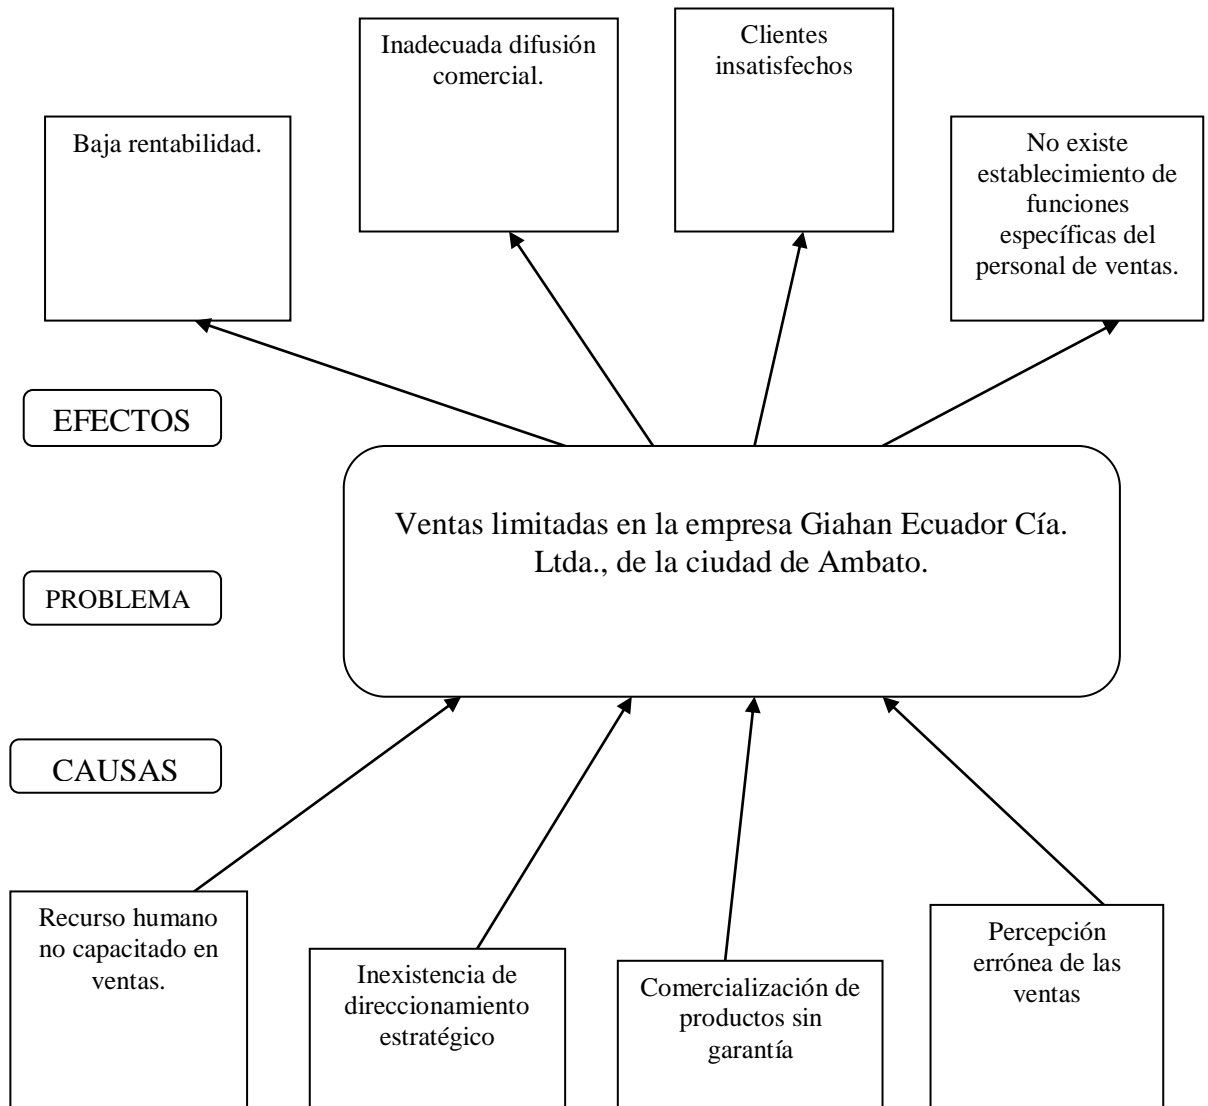 Inadecuada difusión
comercial.
Clientes
insatisfechos
Baja rentabilidad.
No existe
establecimiento de
funciones
específicas del
personal de ventas.
EFECTOS
Ventas limitadas en la empresa Giahan Ecuador Cía.
Ltda., de la ciudad de Ambato.
PROBLEMA
CAUSAS
Recurso humano
no capacitado en
ventas.
Inexistencia de
direccionamiento
estratégico
Comercialización de
productos sin
garantía
Percepción
errónea de las
ventas